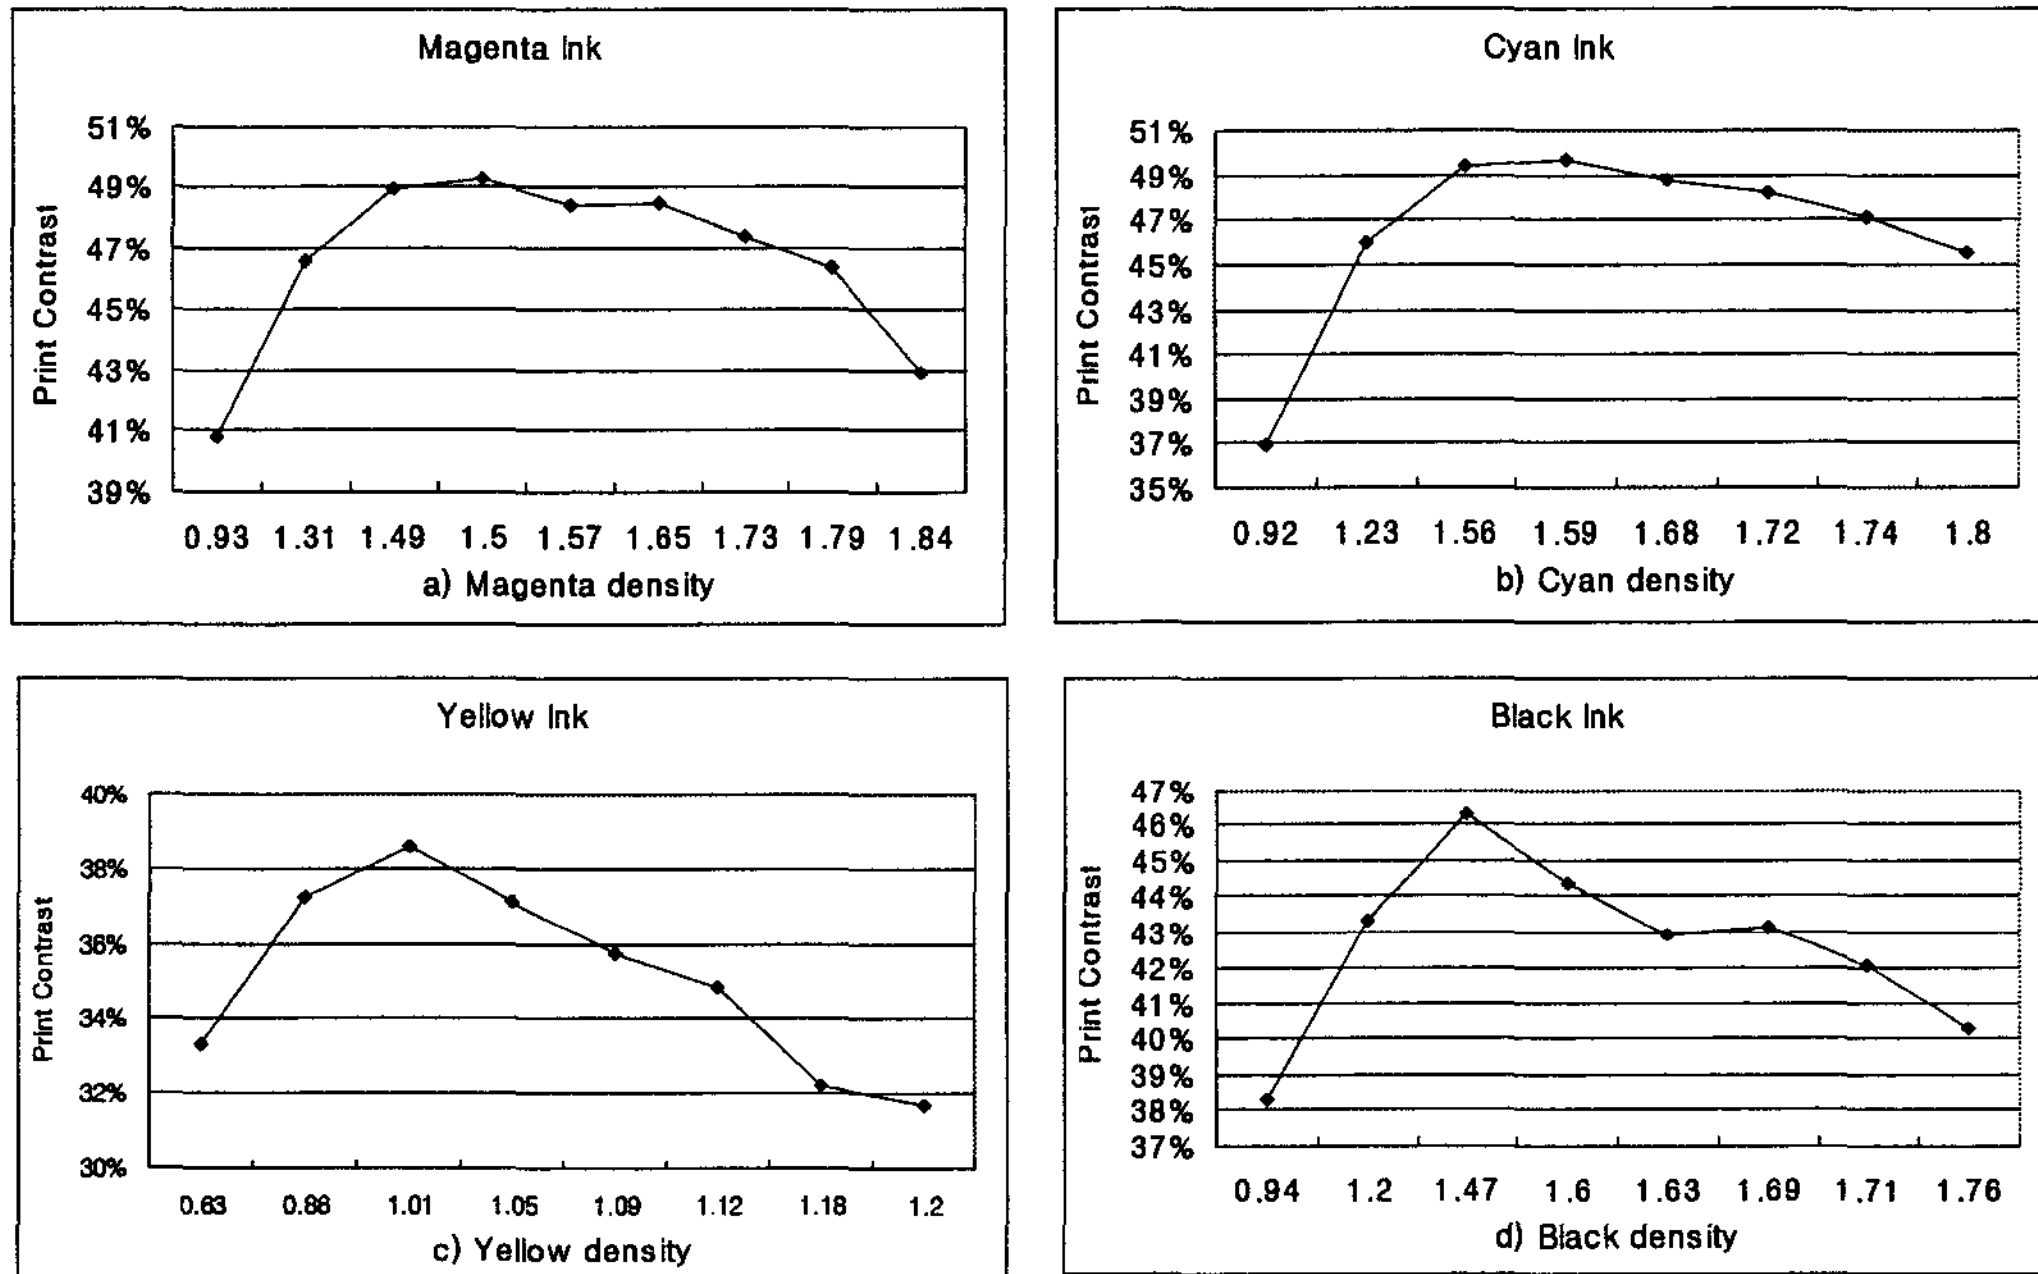 Magenta Ink
51%
49%
47%
45%
43%
41%
39%
Print Contrast
0.93 1.31 1.49 1.5 1.57 1.65 1.73 1.79 1.84
a) Magenta density
Cyan Ink
51%
49%
47%
45%
43%
41%
39%
37%
35%
Print Contrast
0.92 1.23 1.56 1.59 1.68 1.72 1.74 1.8
b) Cyan density
Yellow Ink
40%
38%
36%
34%
32%
30%
Print Contrast
0.63 0.86 1.01 1.05 1.09 1.12 1.18 1.2
c) Yellow density
Black Ink
47%
46%
45%
44%
43%
42%
41%
40%
39%
38%
37%
Print Contrast
0.94 1.2 1.47 1.6 1.63 1.69 1.71 1.76
d) Black density